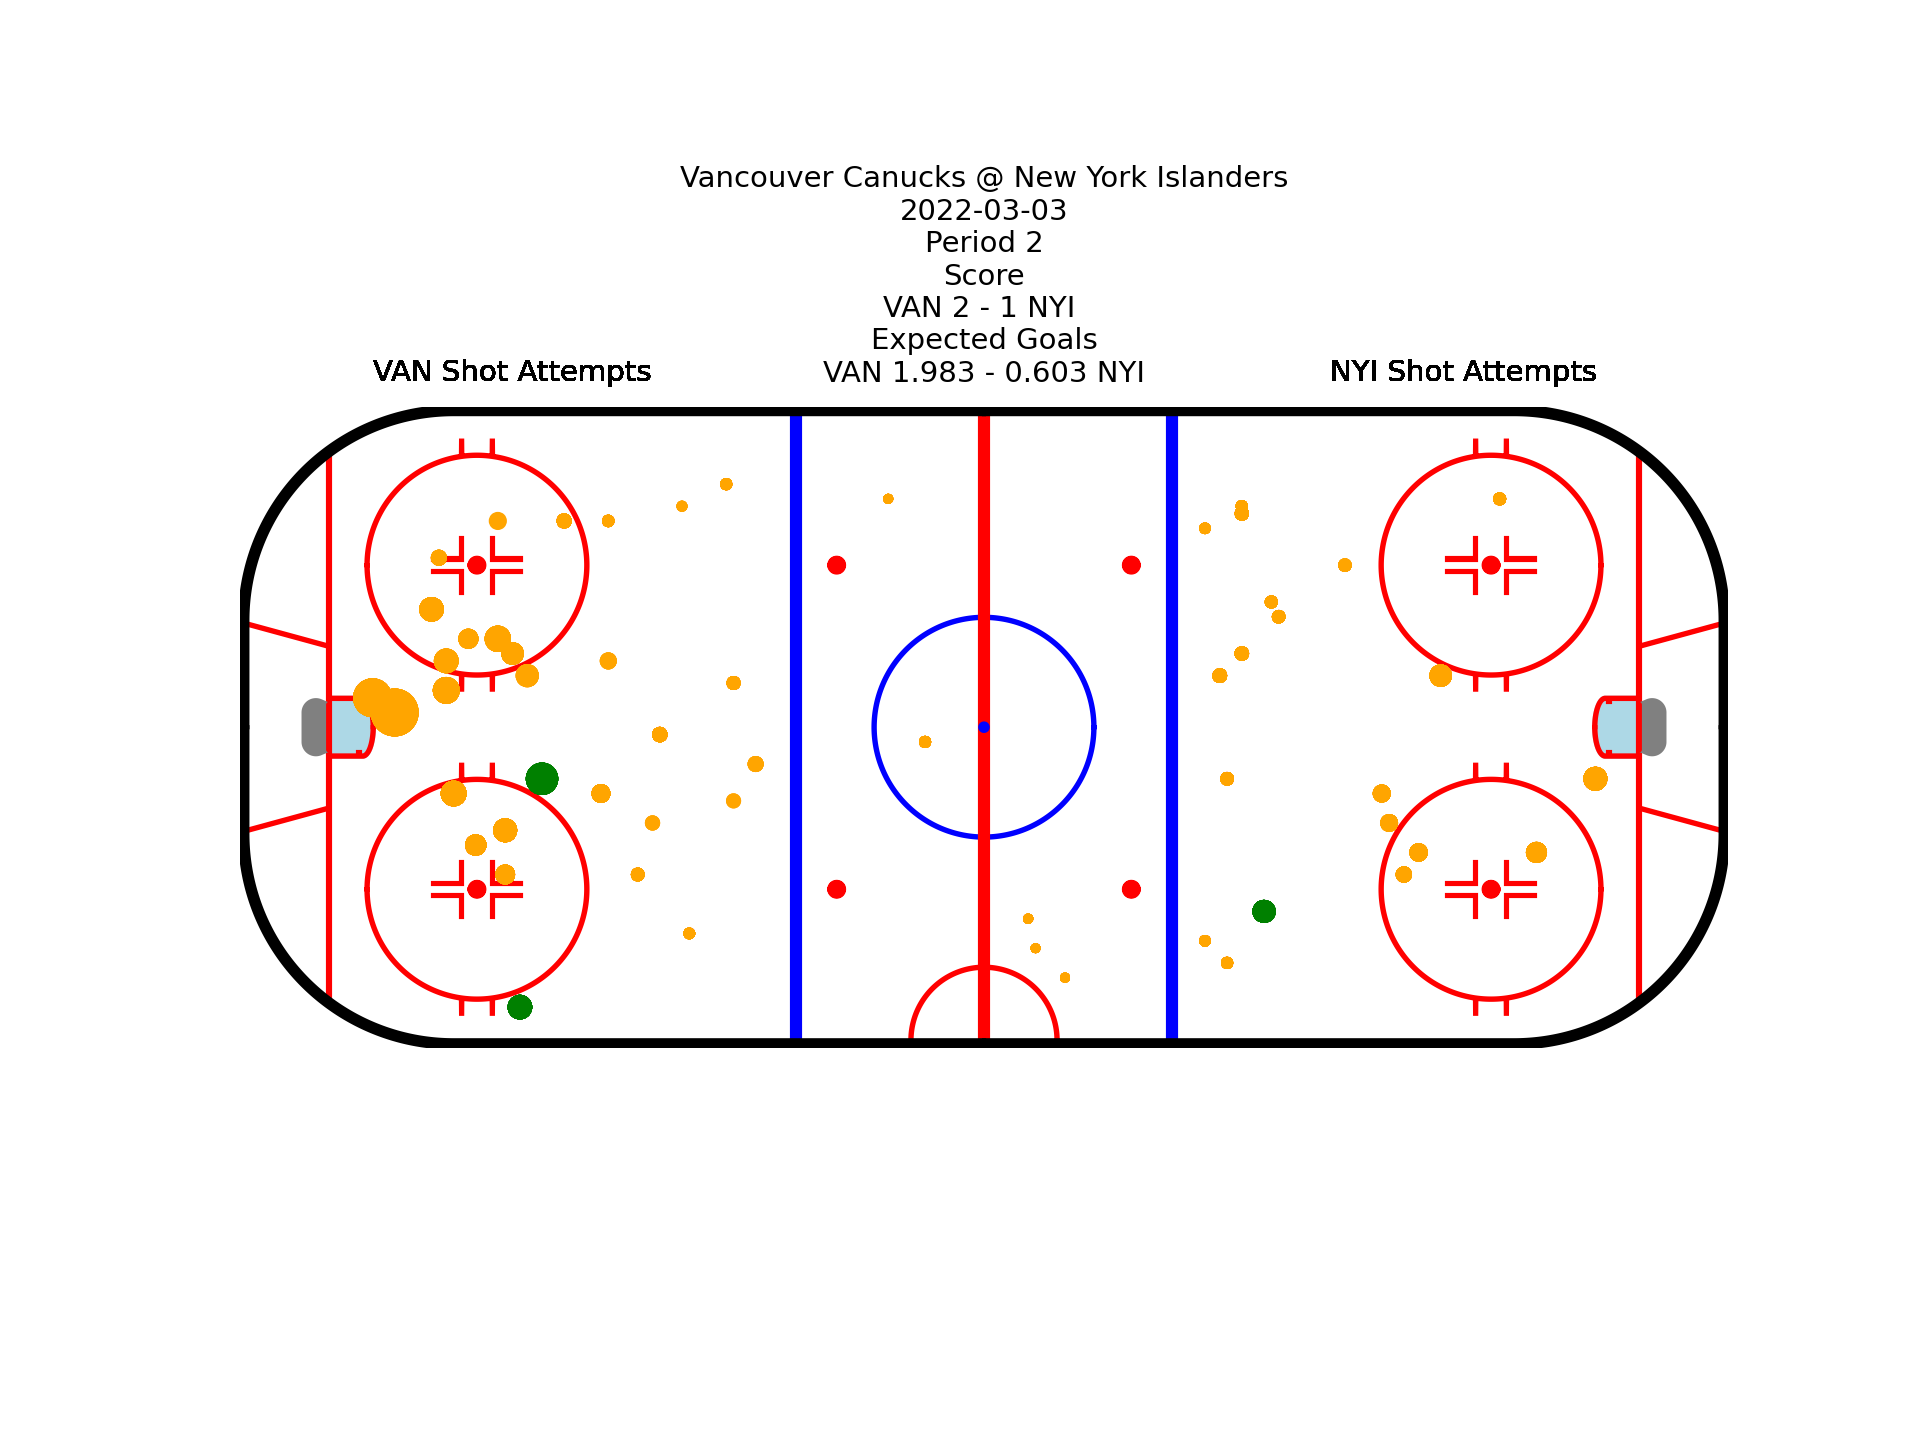 Vancouver Canucks @ New York Islanders
2022-03-03
Period 2
Score
VAN 2 - 1 NYI
Expected Goals
VAN 1.983 - 0.603 NYI
VAN Shot Attempts
NYI Shot Attempts